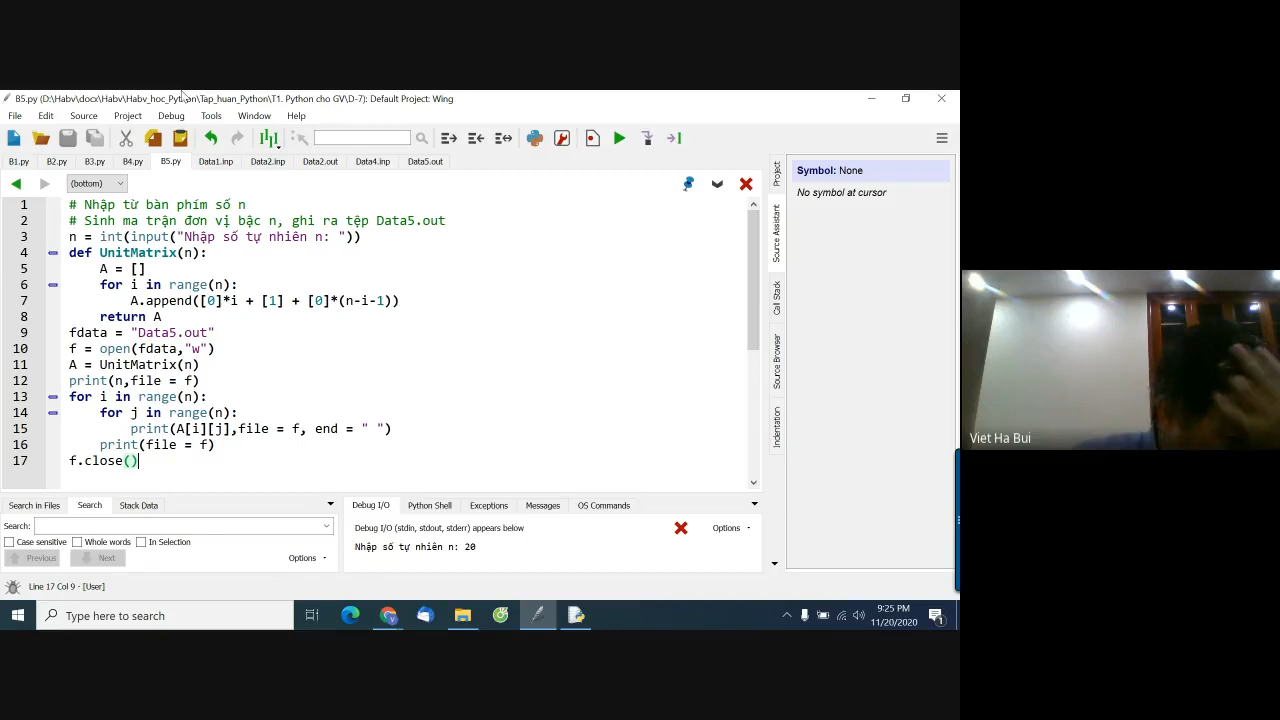 B5.py (D:\Habv\docx\Habv\Habv_hoc_Python\Tap_huan_Python\T1. Python cho GV\D-7): Default Project: Wing
File Edit Source Project Debug Tools Window Help
B1.py B2.py B3.py B4.py B5.py Data1.inp Data2.inp Data2.out Data4.inp Data5.out
(bottom)
1 # Nhập từ bàn phím số n
2 # Sinh ma trận đơn vị bậc n, ghi ra tệp Data5.out
3 n = int(input("Nhập số tự nhiên n: "))
4 def UnitMatrix(n):
5 A = []
6 for i in range(n):
7 A.append([0]*i + [1] + [0]*(n-i-1))
8 return A
9 fdata = "Data5.out"
10 f = open(fdata,"w")
11 A = UnitMatrix(n)
12 print(n,file = f)
13 for i in range(n):
14 for j in range(n):
15 print(A[i][j],file = f, end = " ")
16 print(file = f)
17 f.close()
Project
Source Assistant
Call Stack
Source Browser
Indentation
Symbol: None
No symbol at cursor
Viet Ha Bui
Search in Files Search Stack Data
Search:
Case sensitive Whole words In Selection
Previous Next Options
Debug I/O Python Shell Exceptions Messages OS Commands
Debug I/O (stdin, stdout, stderr) appears below
Options
Nhập số tự nhiên n: 20
Line 17 Col 9 - [User]
Type here to search
9:25 PM
11/20/2020
1